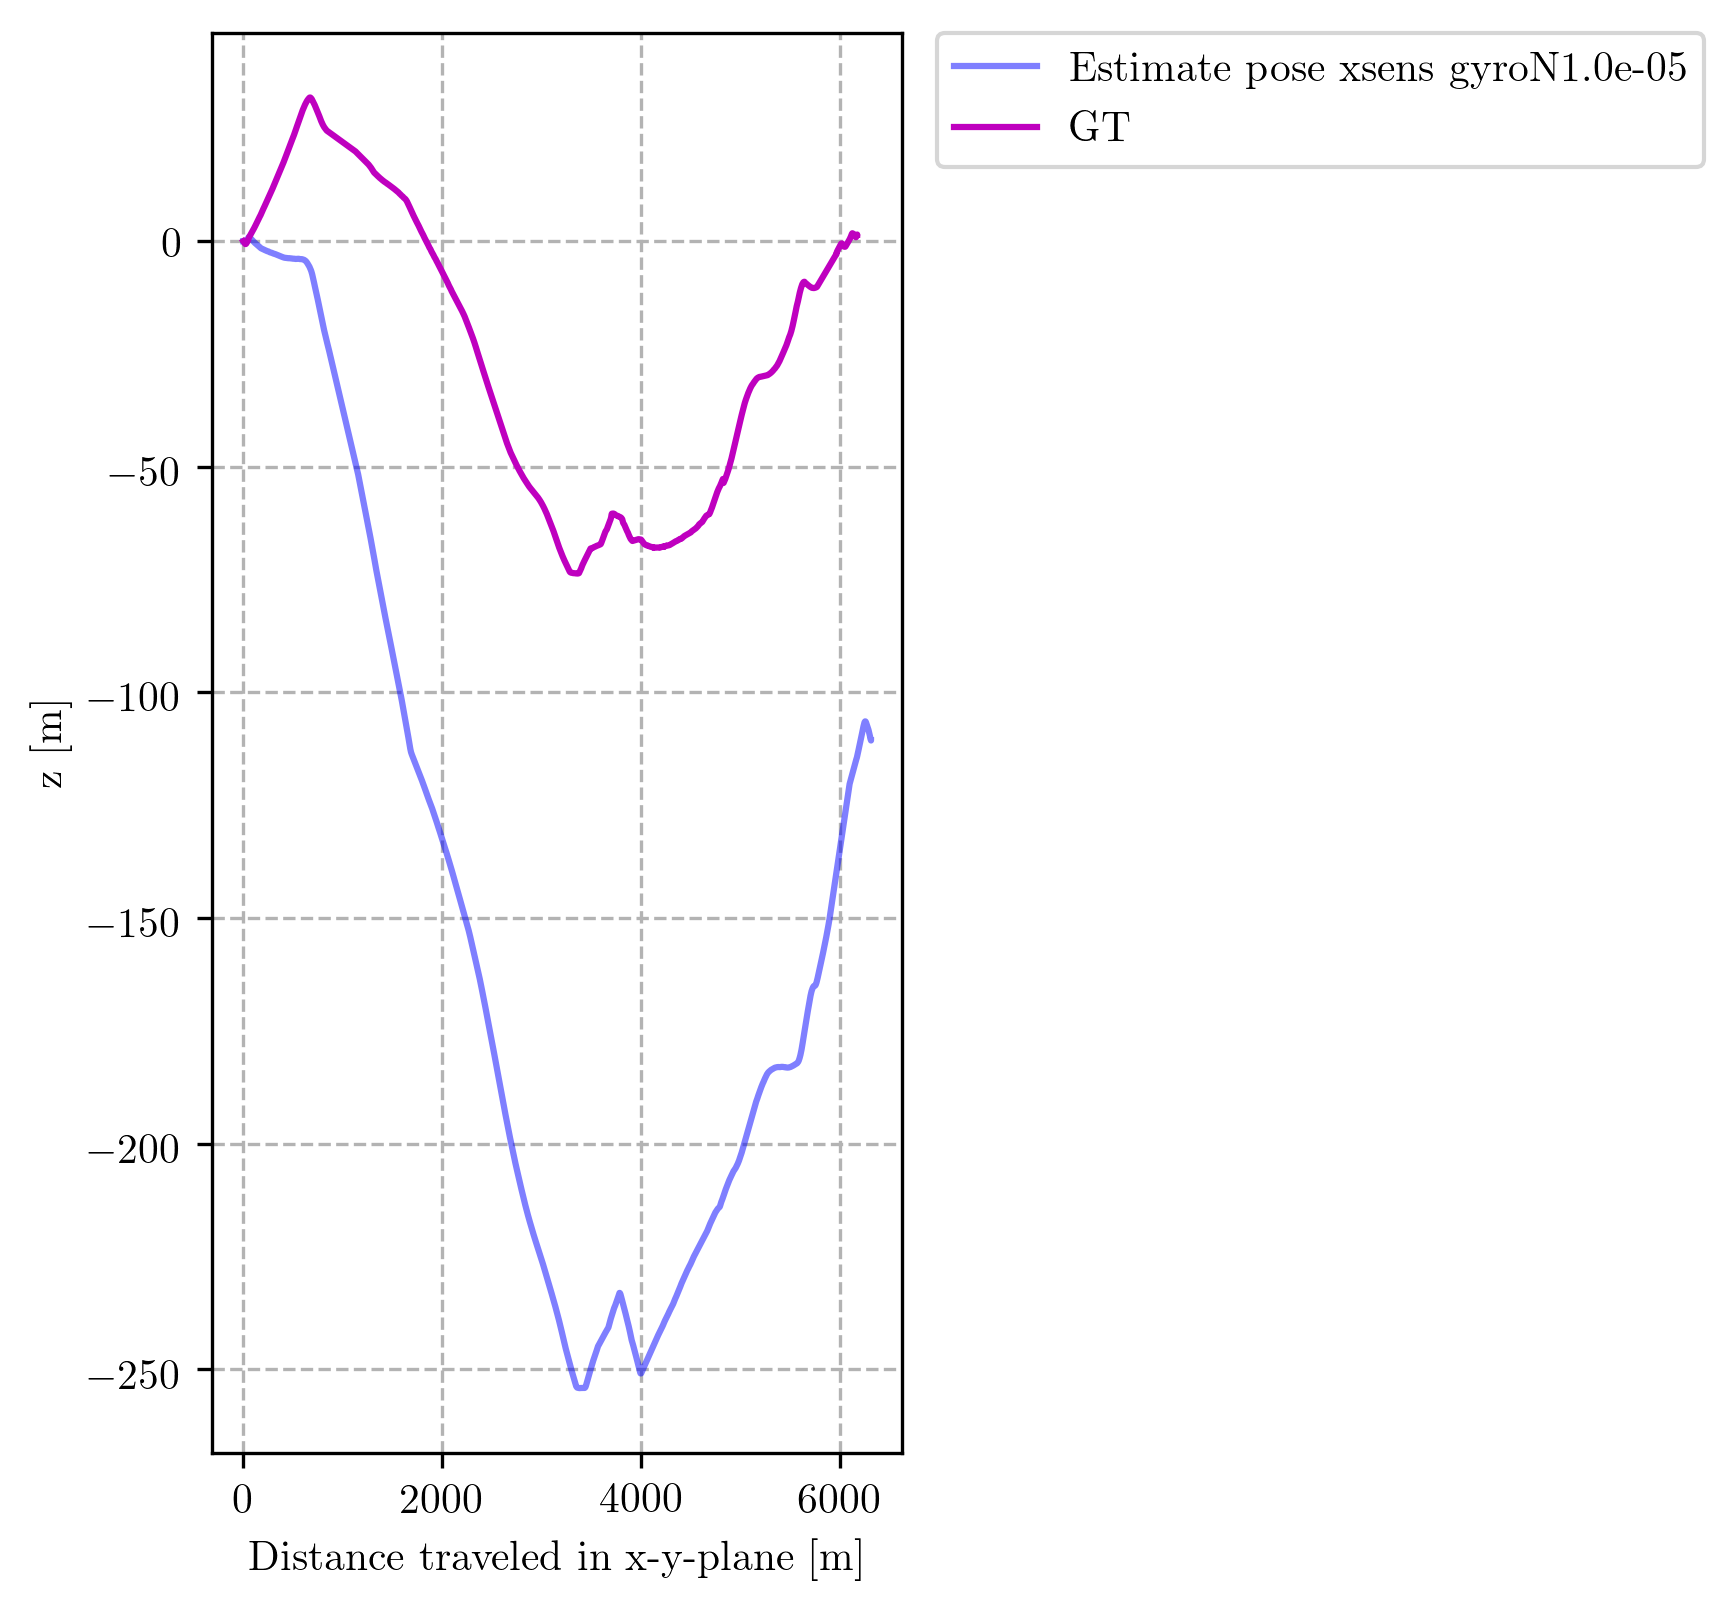 Estimate pose xsens gyroN1.0e-05
GT
0
−50
−100
−150
−200
−250
z [m]
0 2000 4000 6000
Distance traveled in x-y-plane [m]